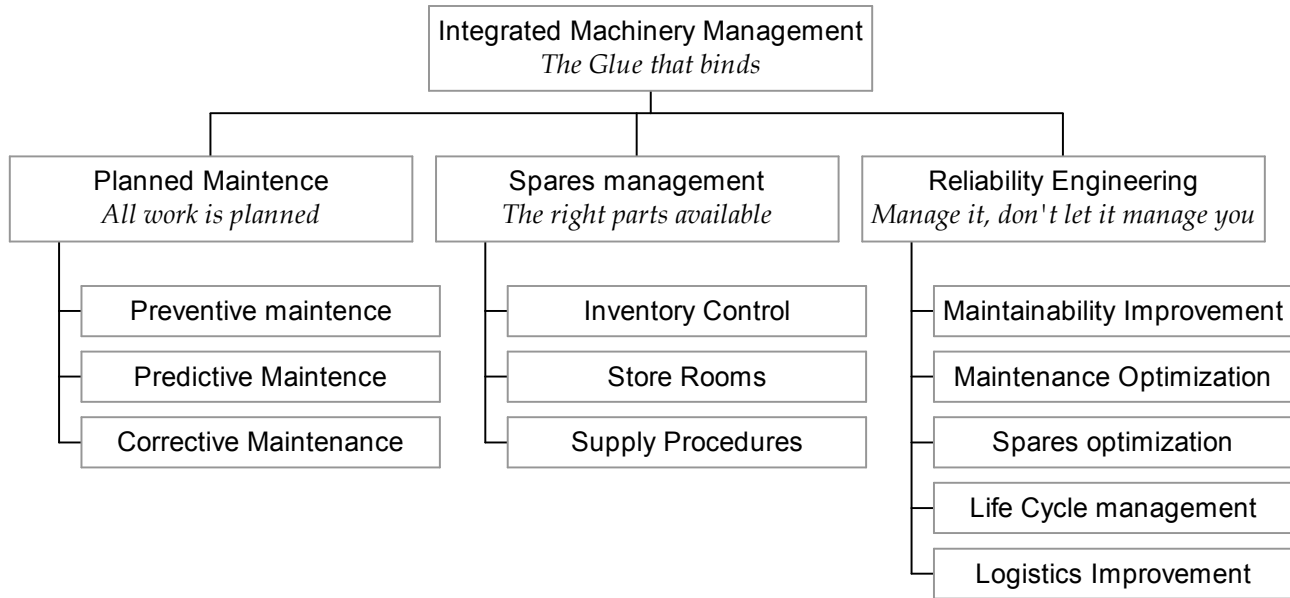 Integrated Machinery Management
The Glue that binds
Planned Maintence
All work is planned
Preventive maintence
Predictive Maintence
Corrective Maintenance
Spares management
The right parts available
Inventory Control
Store Rooms
Supply Procedures
Reliability Engineering
Manage it, don't let it manage you
Maintainability Improvement
Maintenance Optimization
Spares optimization
Life Cycle management
Logistics Improvement